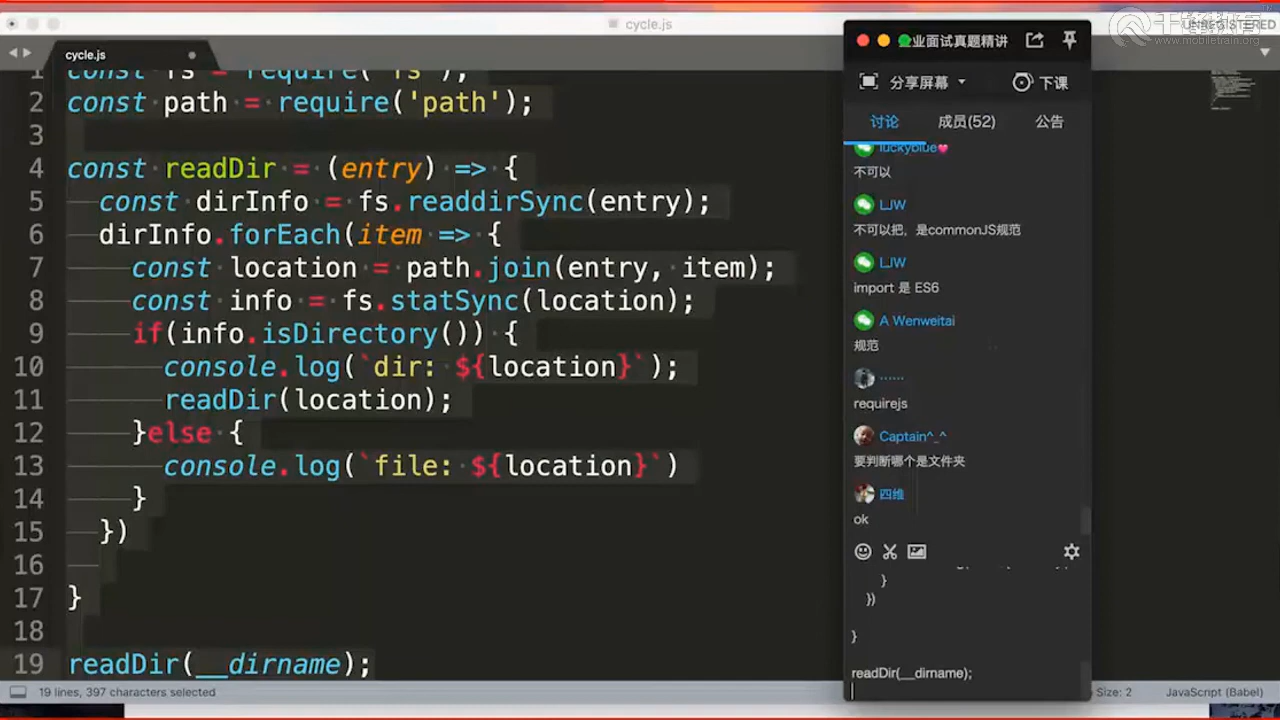 cycle.js
UNREGISTERED
千锋教育
www.mobiletrain.org
cycle.js
1 const fs = require('fs');
2 const path = require('path');
3
4 const readDir = (entry) => {
5 const dirInfo = fs.readdirSync(entry);
6 dirInfo.forEach(item => {
7 const location = path.join(entry, item);
8 const info = fs.statSync(location);
9 if(info.isDirectory()) {
10 console.log(`dir: ${location}`);
11 readDir(location);
12 }else {
13 console.log(`file: ${location}`)
14 }
15 })
16
17 }
18
19 readDir(__dirname);
19 lines, 397 characters selected
业面试真题精讲
分享屏幕 下课
讨论 成员(52) 公告
luckyblue
不可以
LJW
不可以把，是commonJS规范
LJW
import 是 ES6
A Wenweitai
规范
······
requirejs
Captain^_^
要判断哪个是文件夹
四维
ok
}
})
}
readDir(__dirname);
Size: 2 JavaScript (Babel)